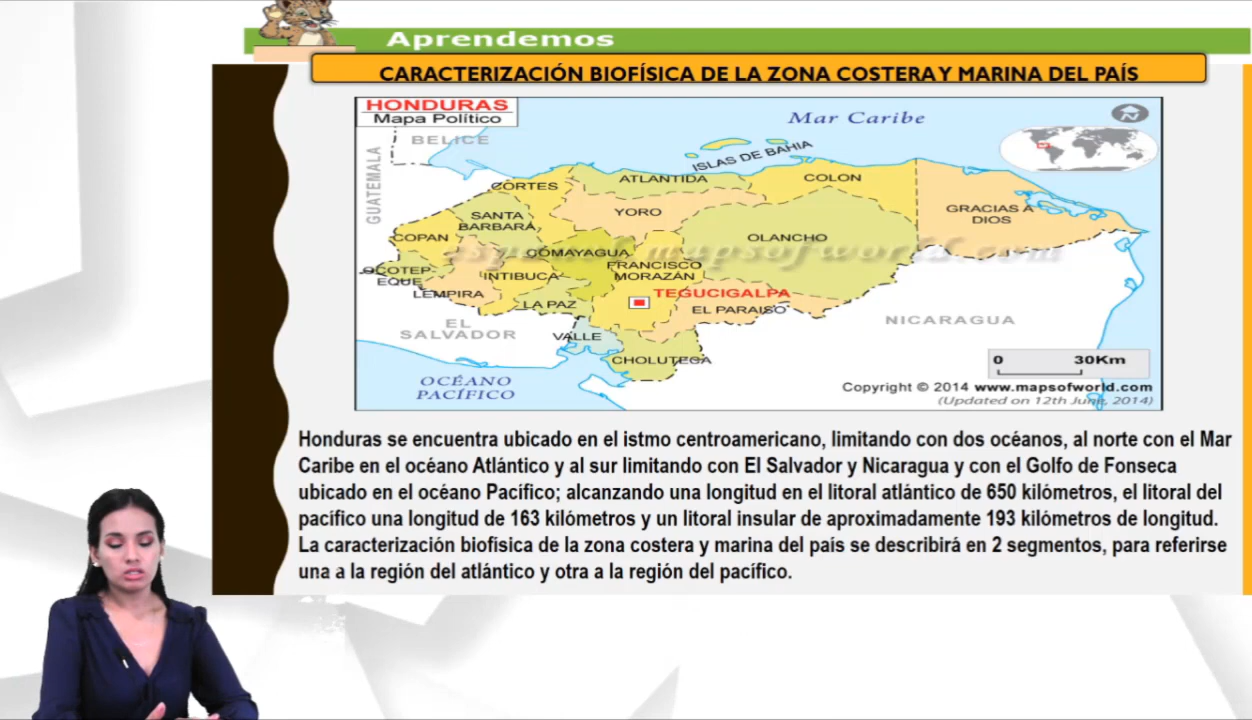 Aprendemos
CARACTERIZACIÓN BIOFÍSICA DE LA ZONA COSTERA Y MARINA DEL PAÍS
HONDURAS
Mapa Político
Mar Caribe
N
BELICE
GUATEMALA
ISLAS DE BAHIA
ATLANTIDA
COLON
CORTES
YORO
GRACIAS A
DIOS
SANTA
BARBARA
COPAN
OLANCHO
COMAYAGUA
espanol.mapsofworld.com
FRANCISCO
MORAZÁN
OCOTEP
EQUE
INTIBUCA
LEMPIRA
TEGUCIGALPA
LA PAZ
EL PARAISO
EL
SALVADOR
VALLE
NICARAGUA
CHOLUTECA
0 30Km
OCÉANO
PACÍFICO
Copyright © 2014 www.mapsofworld.com
(Updated on 12th June, 2014)
Honduras se encuentra ubicado en el istmo centroamericano, limitando con dos océanos, al norte con el Mar
Caribe en el océano Atlántico y al sur limitando con El Salvador y Nicaragua y con el Golfo de Fonseca
ubicado en el océano Pacífico; alcanzando una longitud en el litoral atlántico de 650 kilómetros, el litoral del
pacífico una longitud de 163 kilómetros y un litoral insular de aproximadamente 193 kilómetros de longitud.
La caracterización biofísica de la zona costera y marina del país se describirá en 2 segmentos, para referirse
una a la región del atlántico y otra a la región del pacífico.